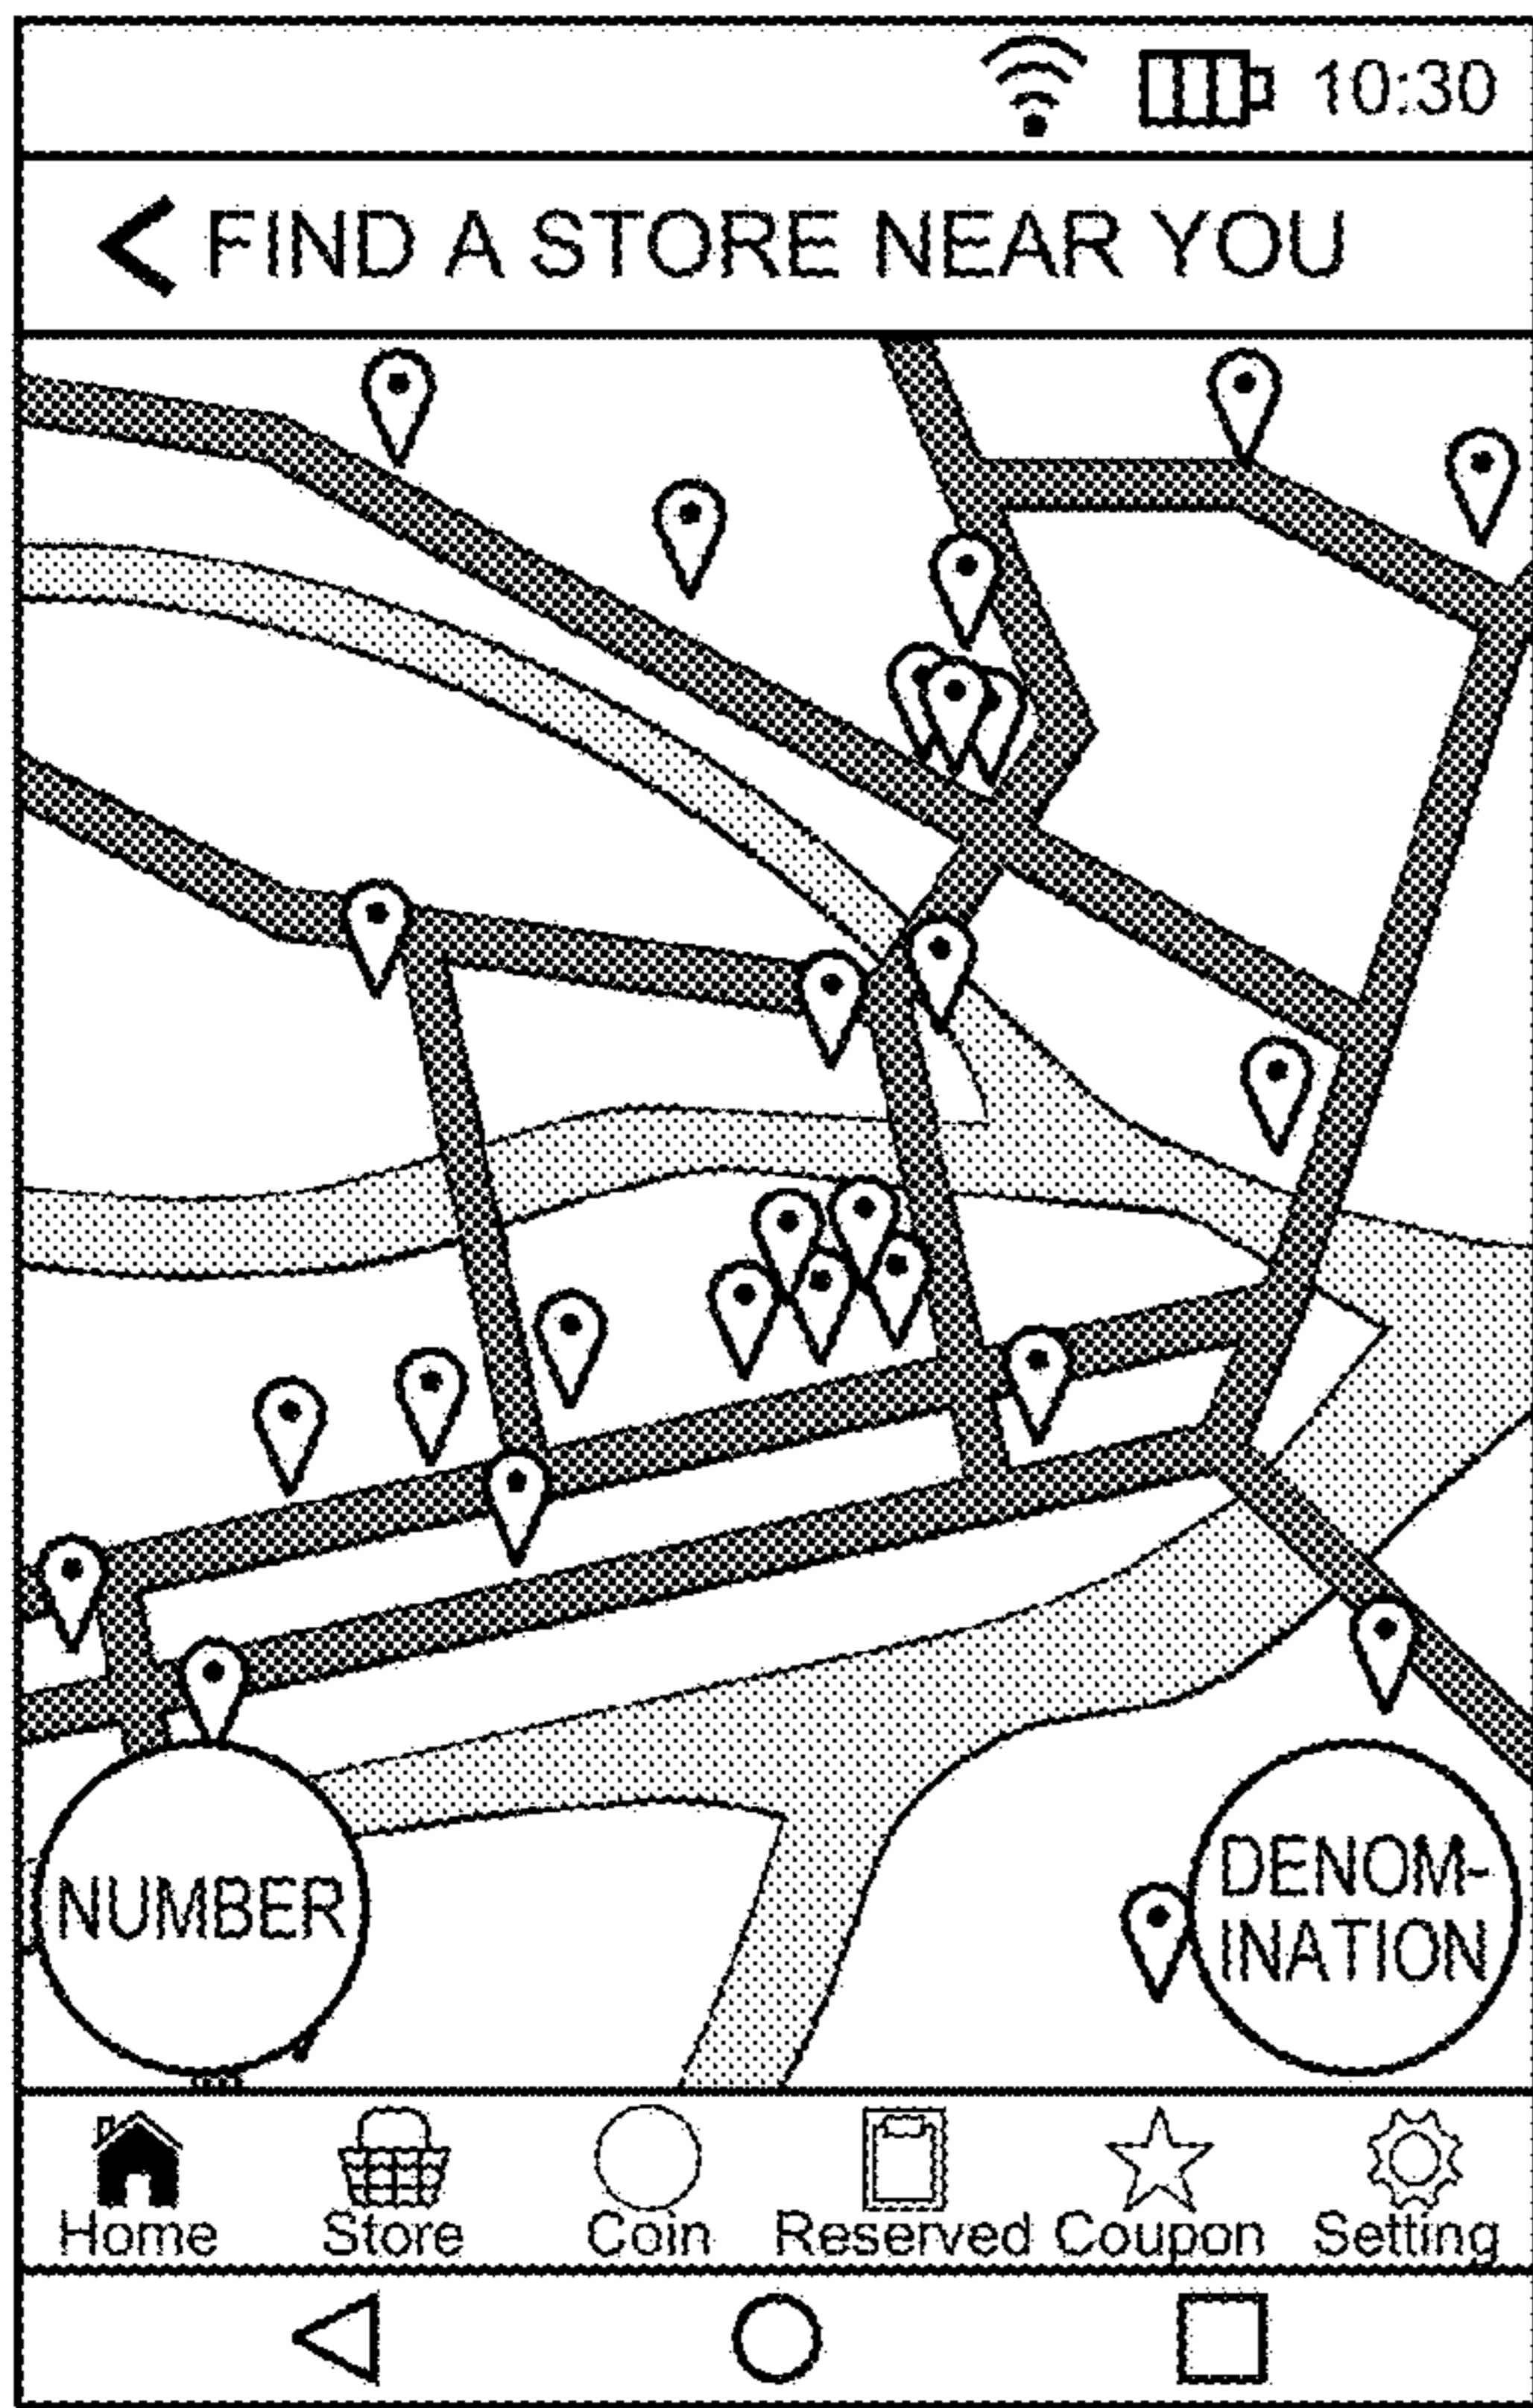 10:30
FIND A STORE NEAR YOU
NUMBER
DENOM-
INATION
Home Store Coin Reserved Coupon Setting